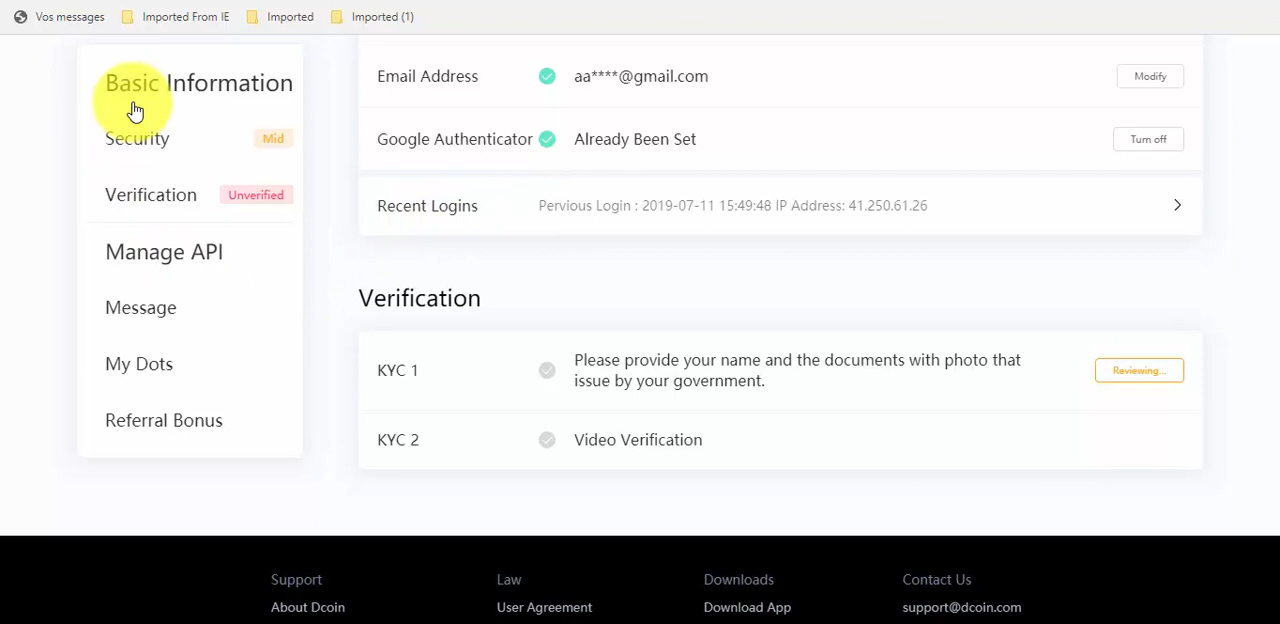 Vos messages Imported From IE Imported Imported (1)
Basic Information
Security Mid
Verification Unverified
Manage API
Message
My Dots
Referral Bonus
Email Address aa****@gmail.com Modify
Google Authenticator Already Been Set Turn off
Recent Logins Pervious Login : 2019-07-11 15:49:48 IP Address: 41.250.61.26
Verification
KYC 1 Please provide your name and the documents with photo that
issue by your government. Reviewing...
KYC 2 Video Verification
Support Law Downloads Contact Us
About Dcoin User Agreement Download App support@dcoin.com